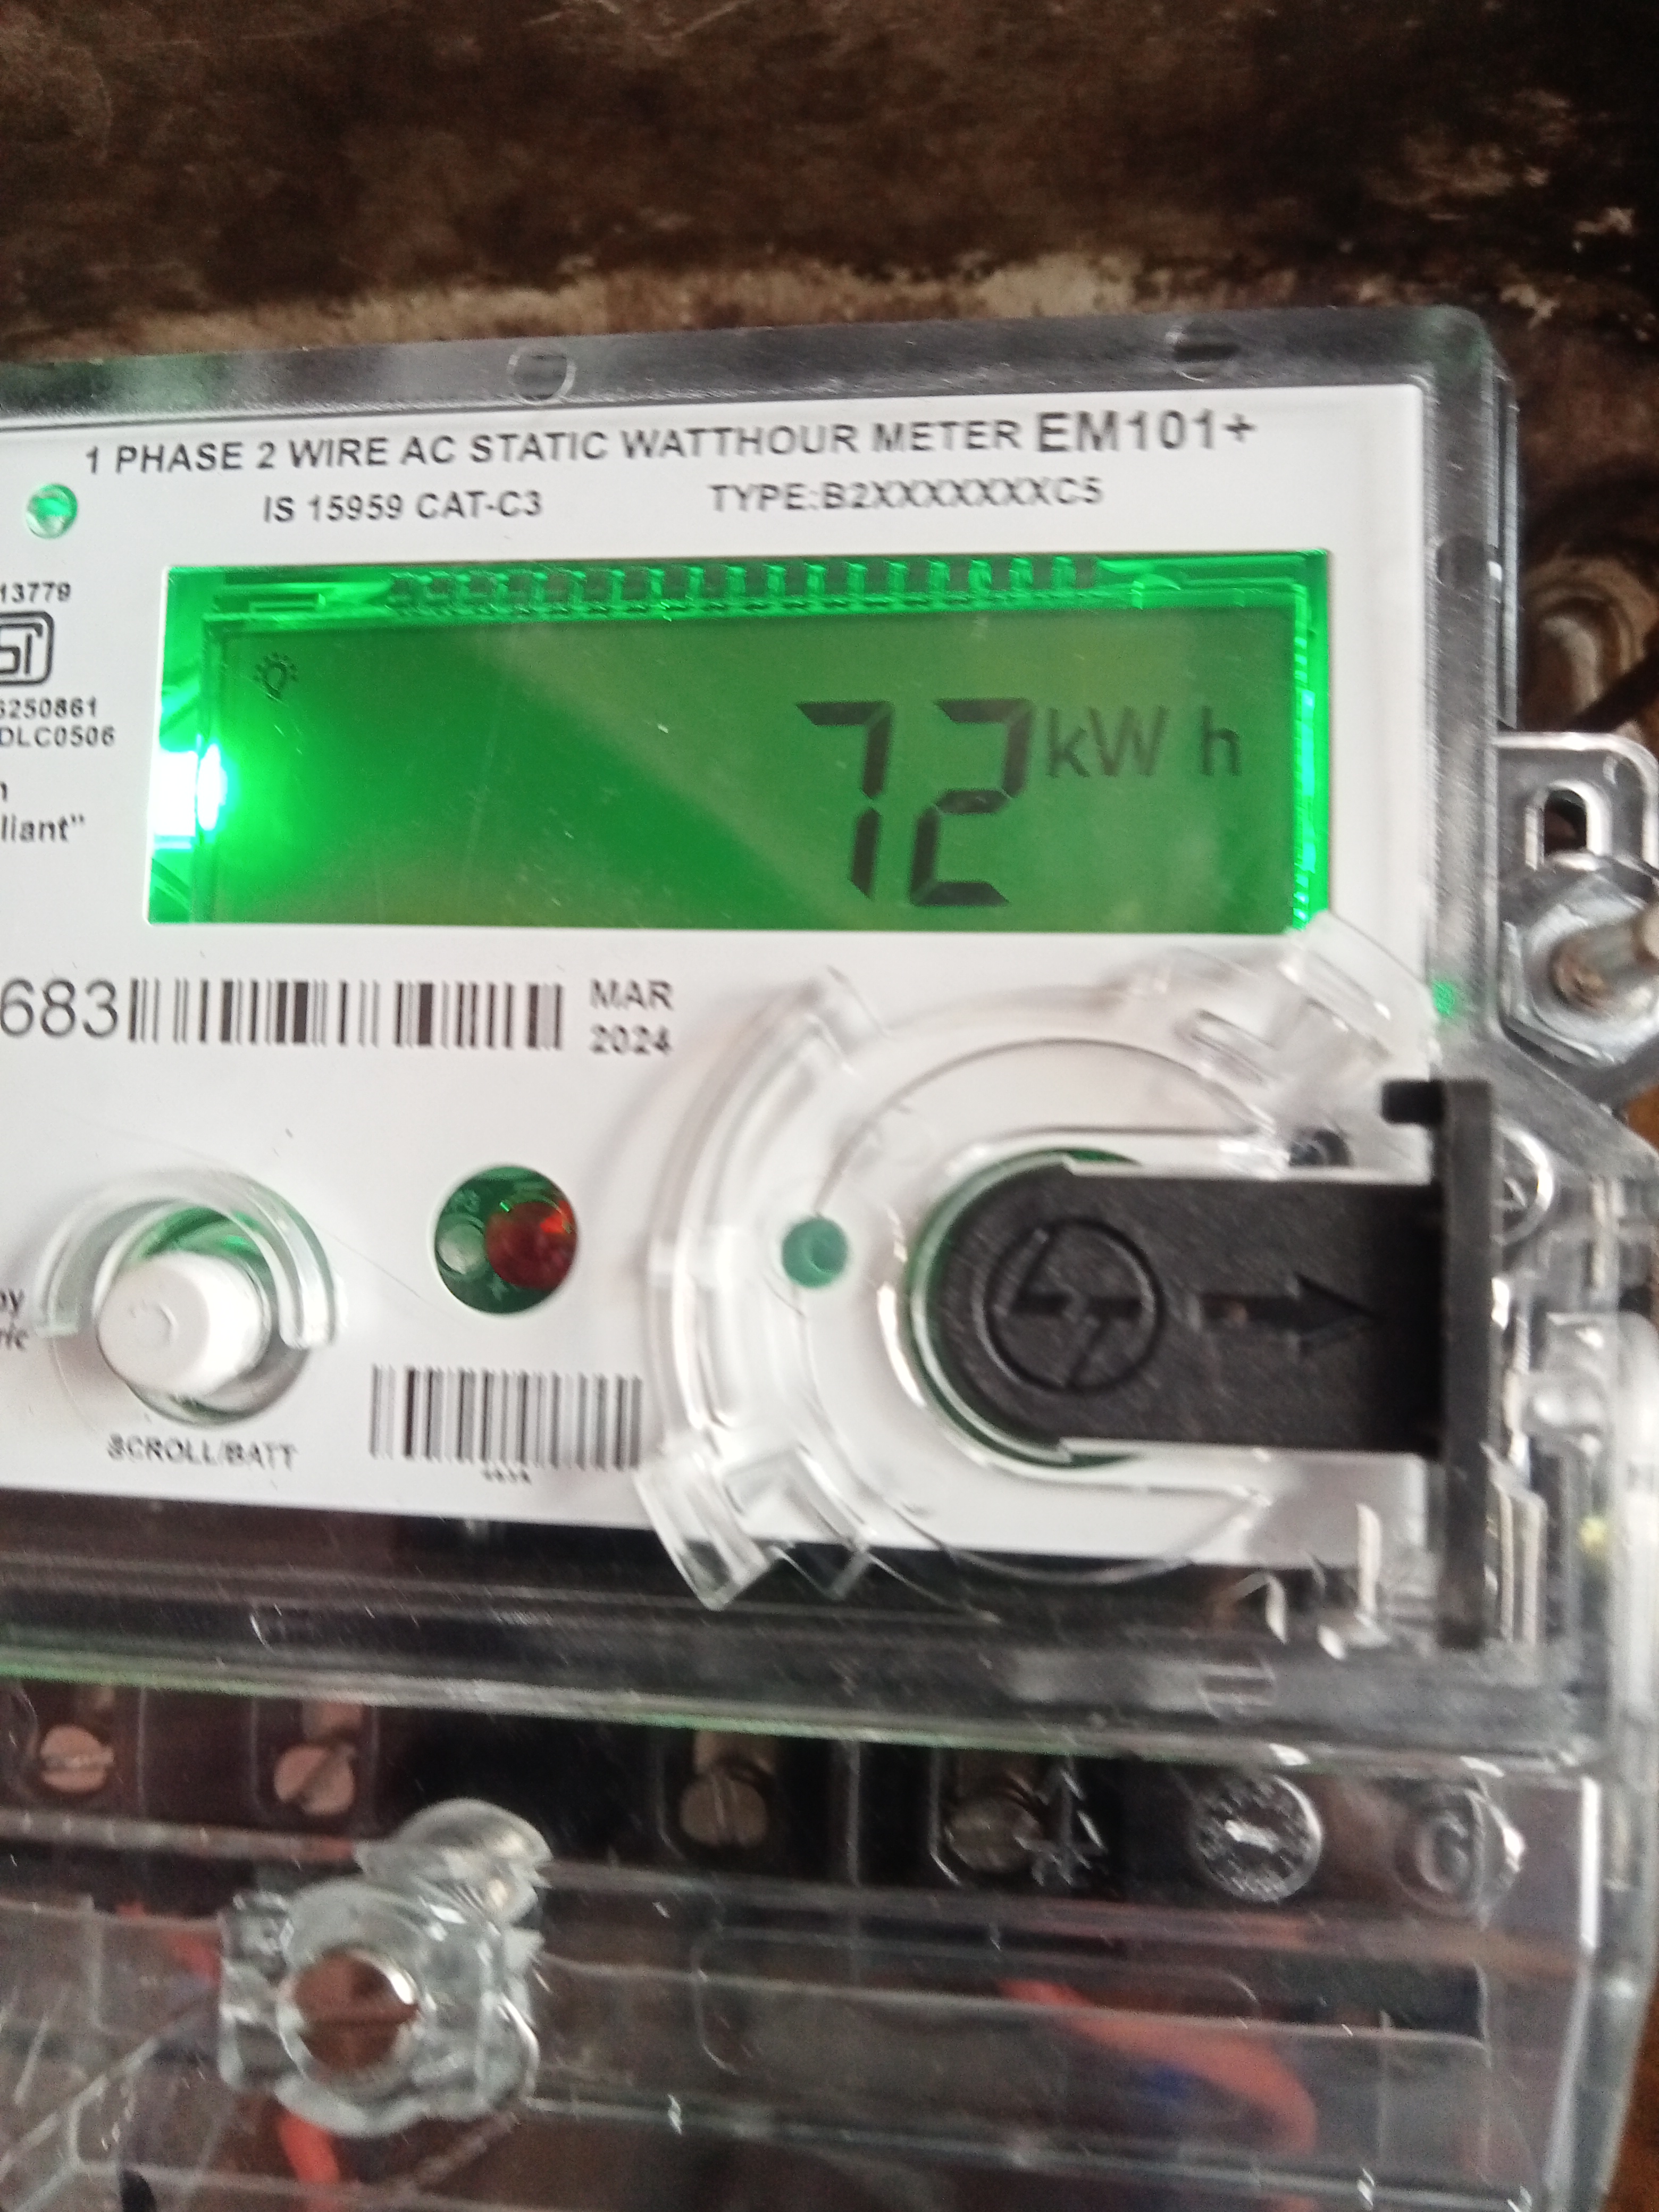 1 PHASE 2 WIRE AC STATIC WATTHOUR METER EM101+
IS 15959 CAT-C3 TYPE:B2XXXXXXXC5
13779
6250861
DLC0506
liant"
72 kWh
683
MAR
2024
SCROLL/BATT